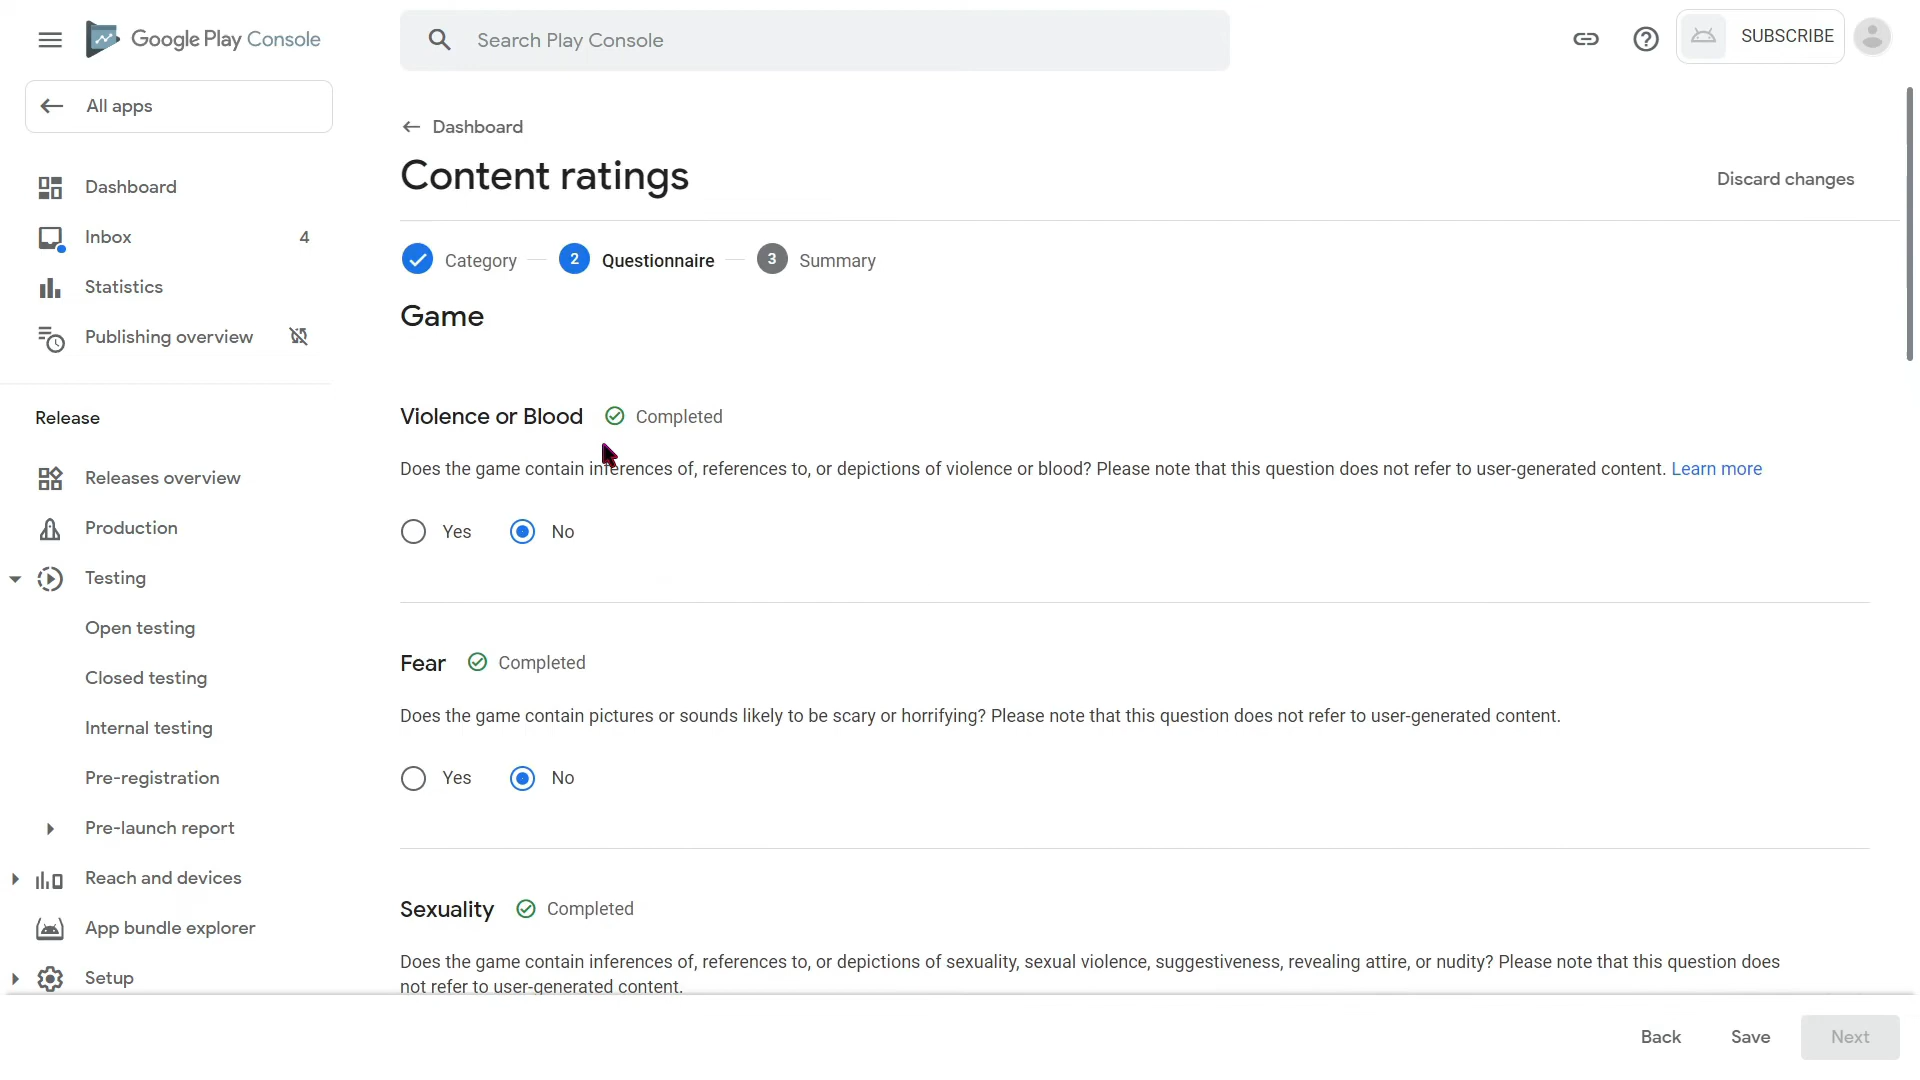 Google Play Console
Search Play Console
SUBSCRIBE
All apps
Dashboard
Inbox 4
Statistics
Publishing overview
Release
Releases overview
Production
Testing
Open testing
Closed testing
Internal testing
Pre-registration
Pre-launch report
Reach and devices
App bundle explorer
Setup
Dashboard
Content ratings
Discard changes
Category 2 Questionnaire 3 Summary
Game
Violence or Blood Completed
Does the game contain inferences of, references to, or depictions of violence or blood? Please note that this question does not refer to user-generated content. Learn more
Yes No
Fear Completed
Does the game contain pictures or sounds likely to be scary or horrifying? Please note that this question does not refer to user-generated content.
Yes No
Sexuality Completed
Does the game contain inferences of, references to, or depictions of sexuality, sexual violence, suggestiveness, revealing attire, or nudity? Please note that this question does
not refer to user-generated content.
Back Save Next